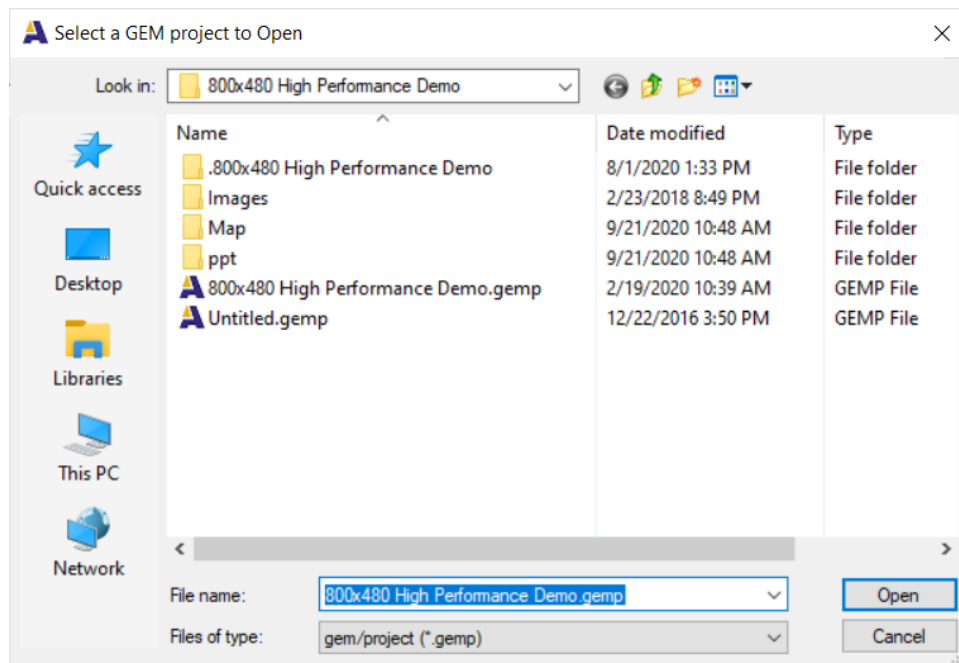 Select a GEM project to Open
Look in: 800x480 High Performance Demo
Quick access
Desktop
Libraries
This PC
Network
Name Date modified Type
.800x480 High Performance Demo 8/1/2020 1:33 PM File folder
Images 2/23/2018 8:49 PM File folder
Map 9/21/2020 10:48 AM File folder
ppt 9/21/2020 10:48 AM File folder
800x480 High Performance Demo.gemp 2/19/2020 10:39 AM GEMP File
Untitled.gemp 12/22/2016 3:50 PM GEMP File
File name: 800x480 High Performance Demo.gemp Open
Files of type: gem/project (*.gemp) Cancel